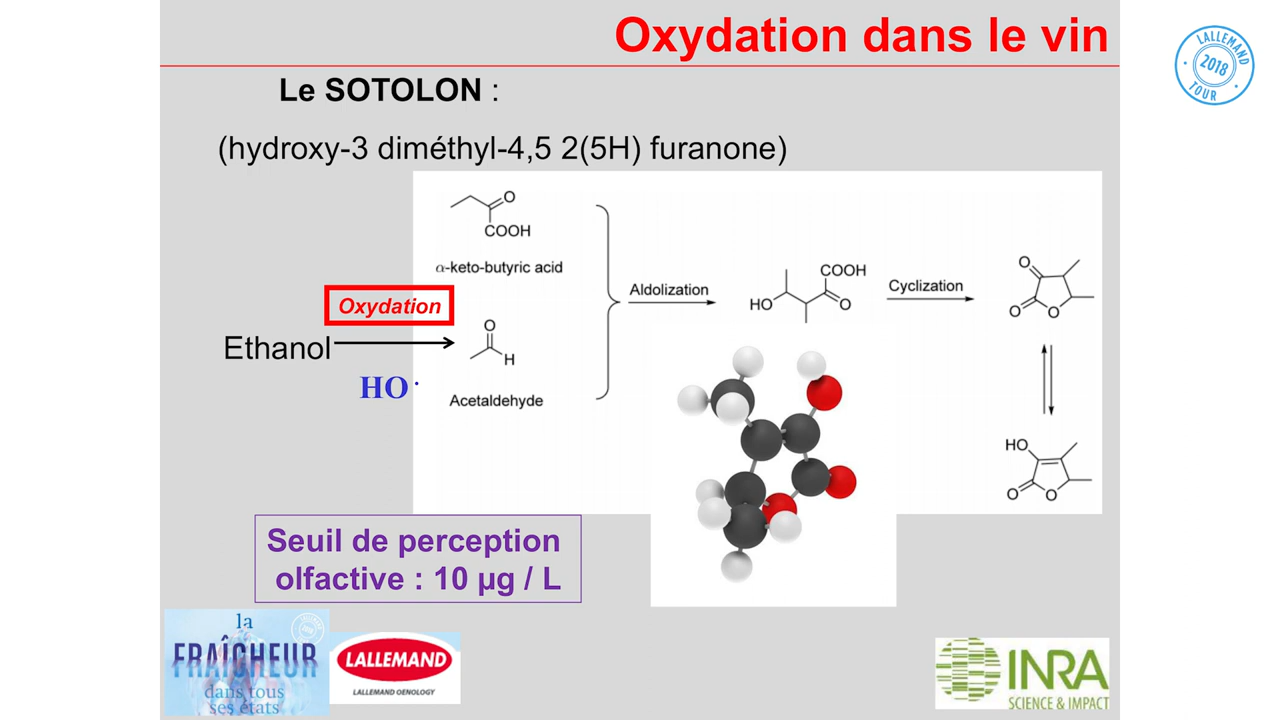 Oxydation dans le vin
LALLEMAND
2018
TOUR
Le SOTOLON :
(hydroxy-3 diméthyl-4,5 2(5H) furanone)
O
COOH
α-keto-butyric acid
Oxydation
Ethanol
HO·
O
H
Acetaldehyde
Aldolization
COOH
HO
O
Cyclization
O
O
O
HO
O
O
Seuil de perception
olfactive : 10 µg / L
la
FRAÎCHEUR
dans tous
ses états
LALLEMAND
LALLEMAND OENOLOGY
INRA
SCIENCE & IMPACT